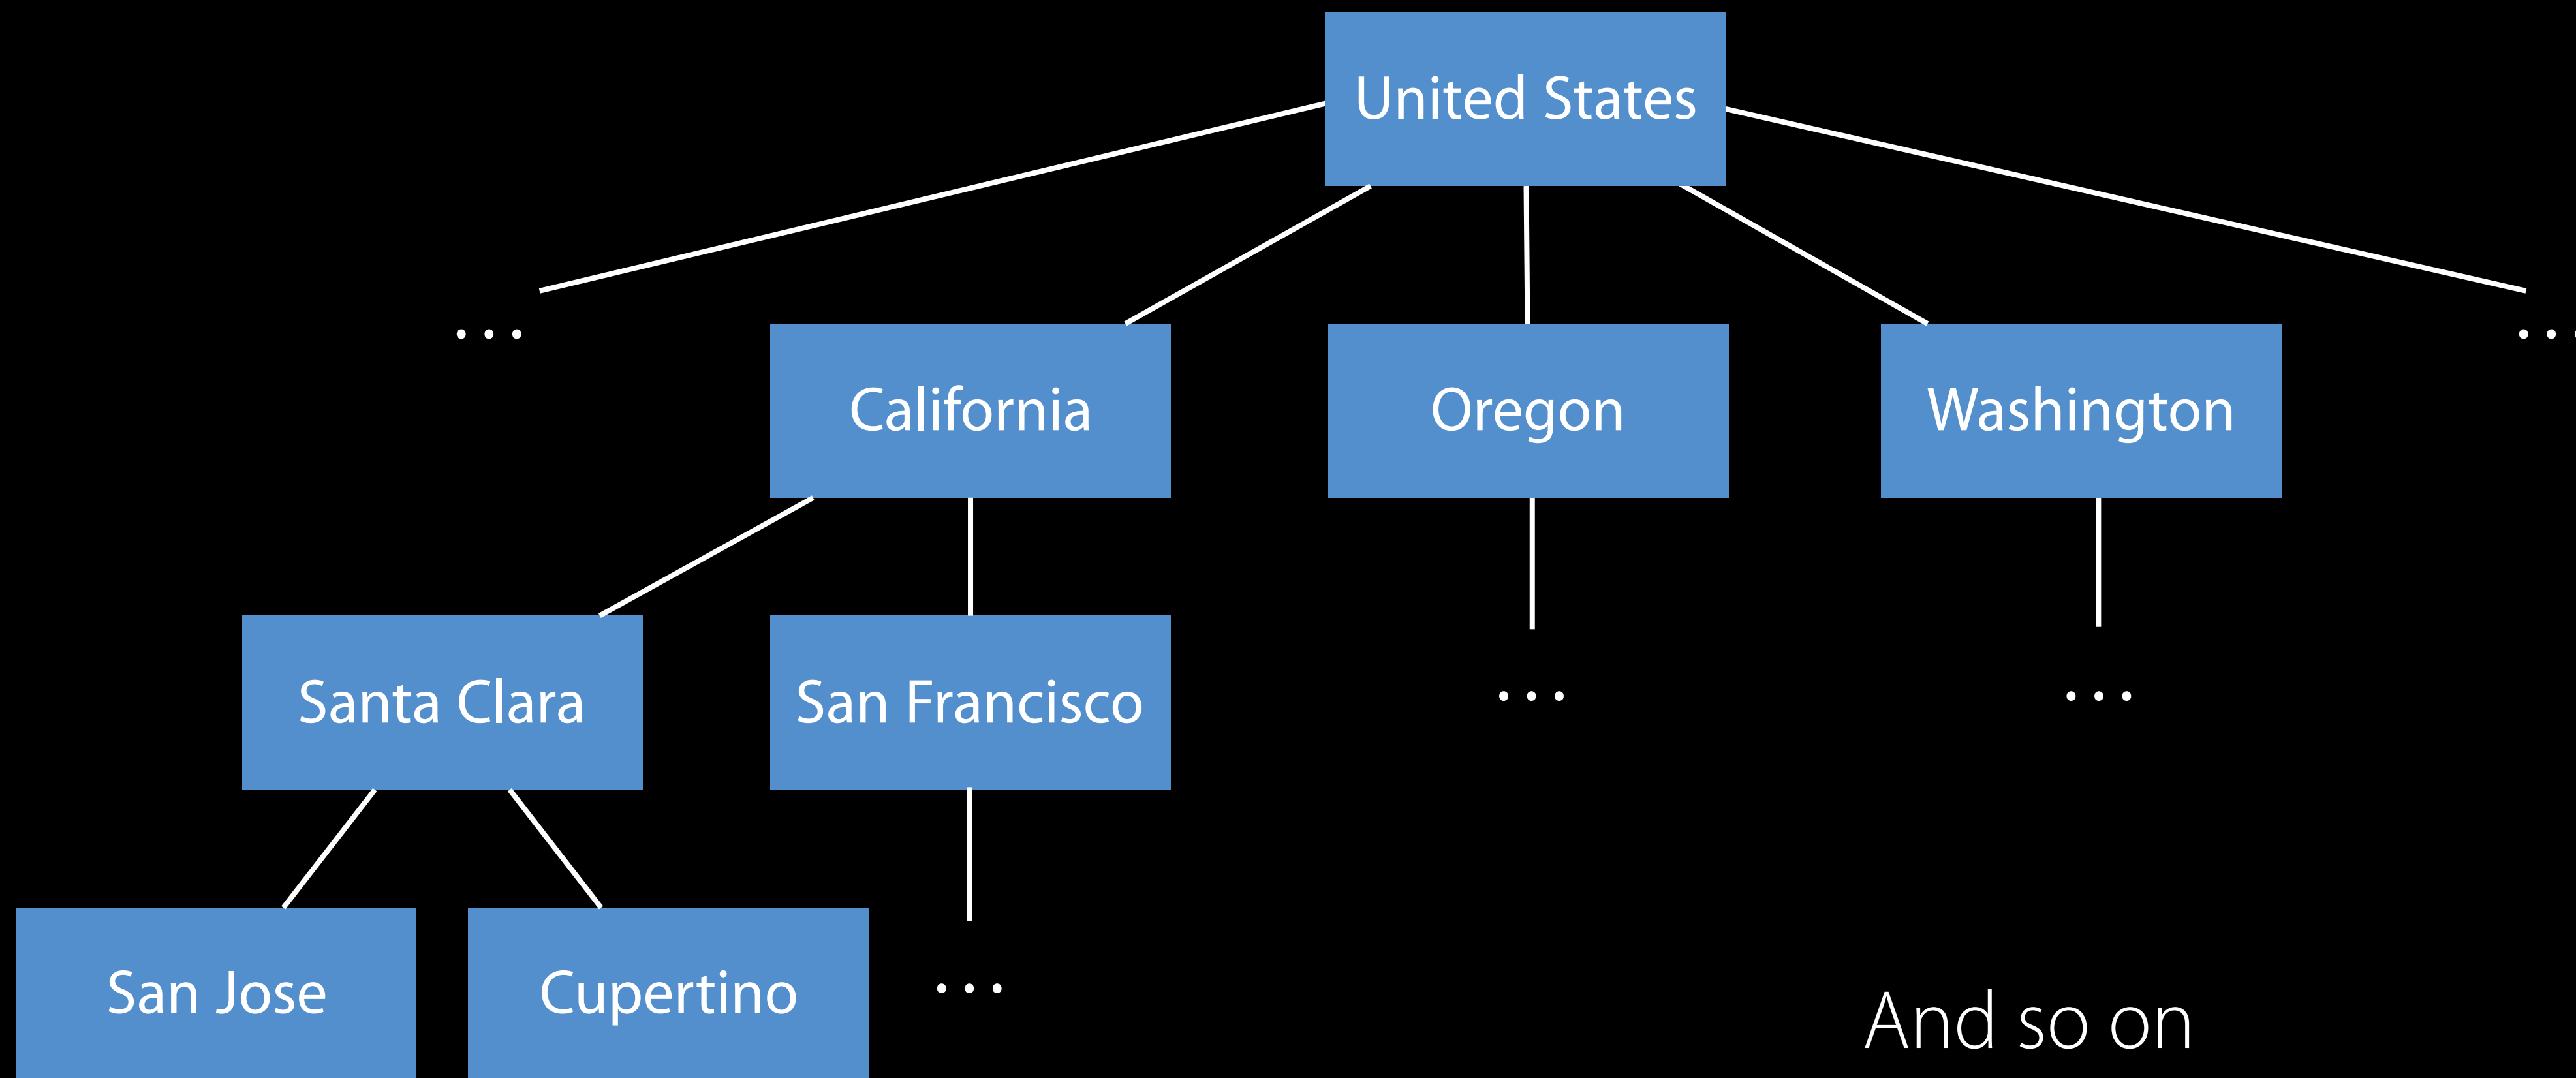 United States
...
California
Oregon
Washington
...
Santa Clara
San Francisco
...
...
San Jose
Cupertino
...
And so on